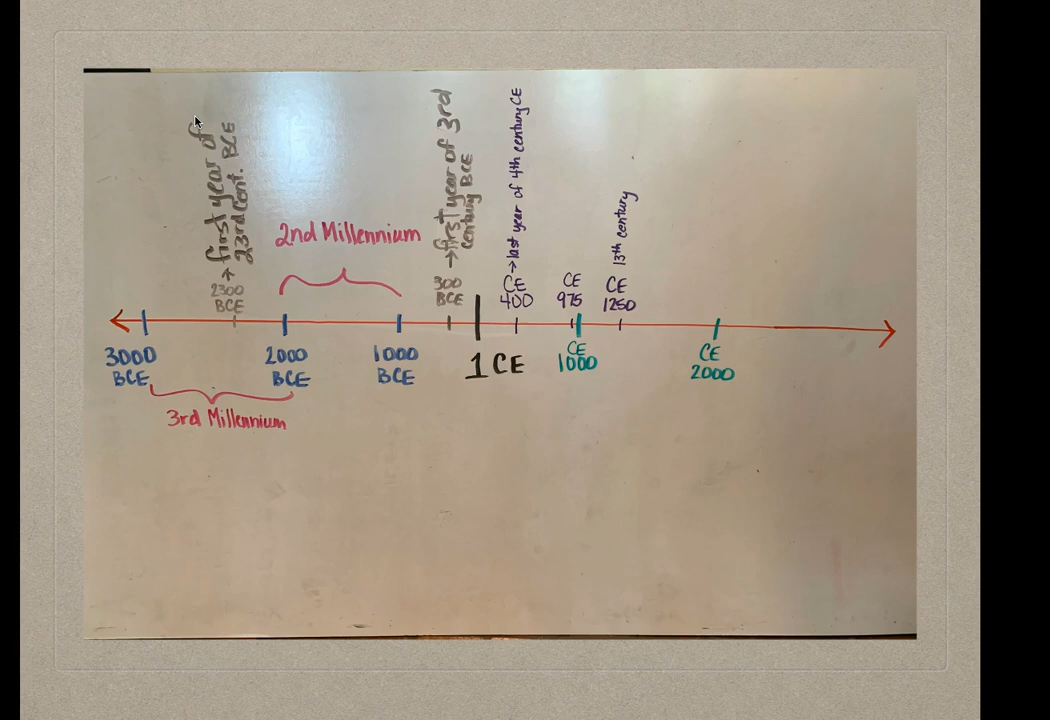 → first year of
23rd cent. BCE
2300
BCE
2nd Millennium
300
BCE
→ first year of 3rd
century BCE
CE
400
→ last year of 4th century CE
CE
975
CE
1250
13th century
3000
BCE
2000
BCE
1000
BCE
1 CE
CE
1000
CE
2000
3rd Millennium